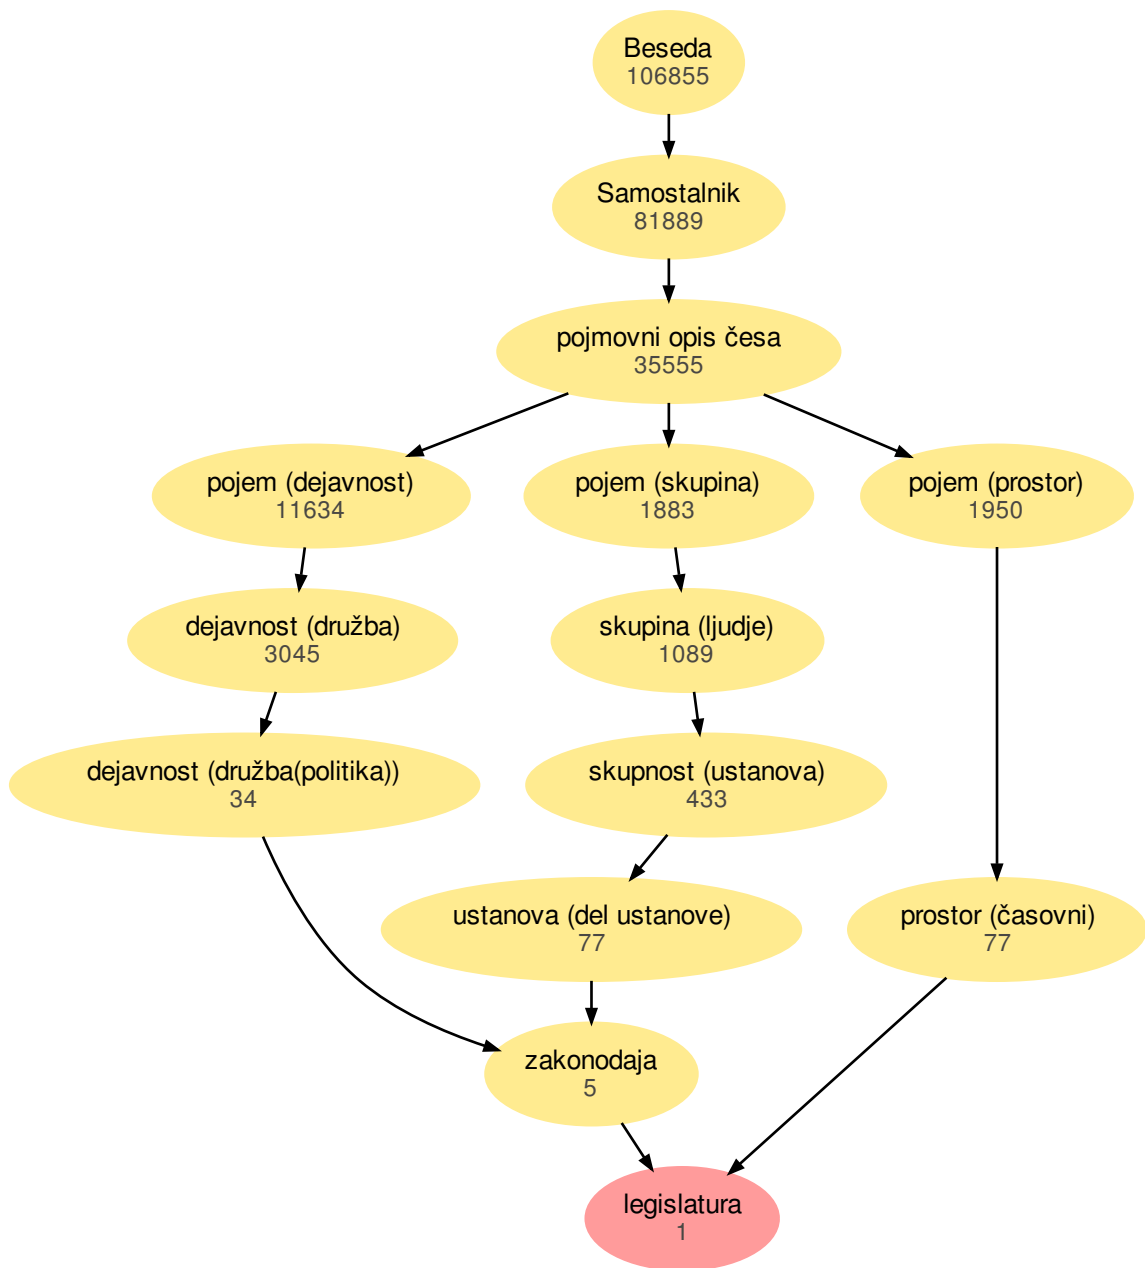 Beseda
106855
Samostalnik
81889
pojmovni opis česa
35555
pojem (dejavnost)
11634
pojem (skupina)
1883
pojem (prostor)
1950
dejavnost (družba)
3045
skupina (ljudje)
1089
dejavnost (družba(politika))
34
skupnost (ustanova)
433
ustanova (del ustanove)
77
prostor (časovni)
77
zakonodaja
5
legislatura
1